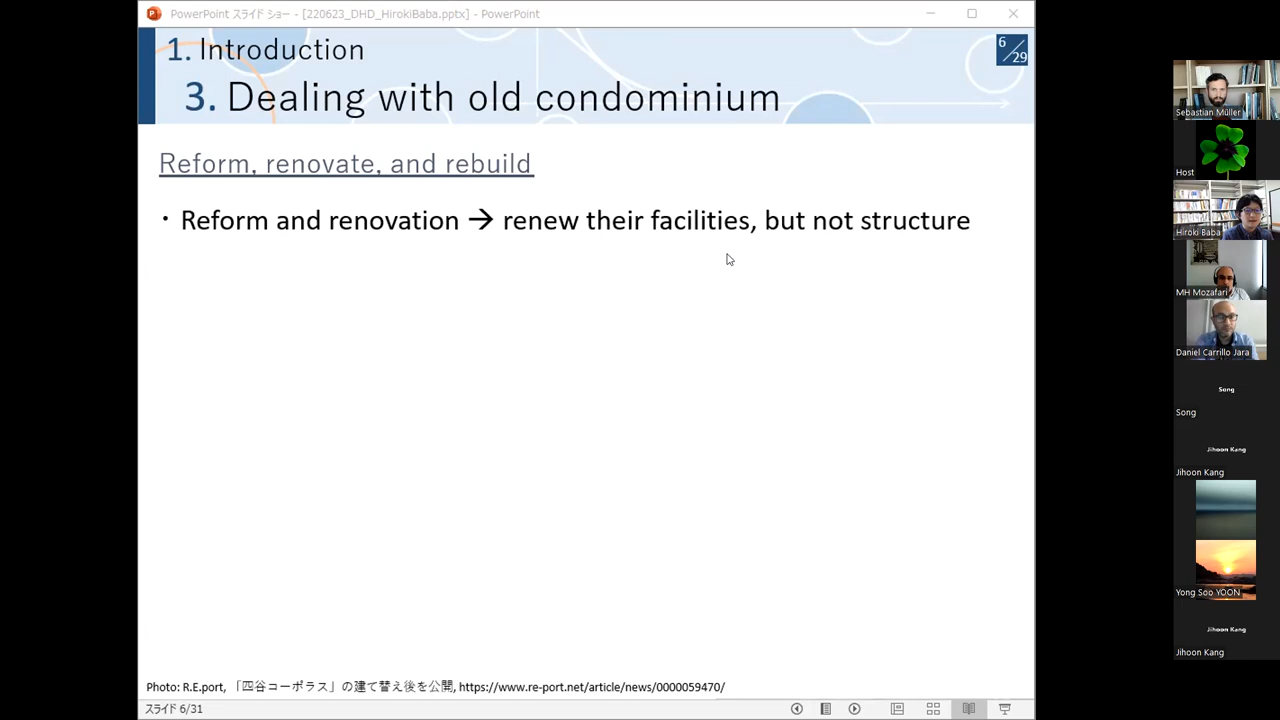 PowerPoint スライド ショー - [220623_DHD_HirokiBaba.pptx] - PowerPoint
1. Introduction
6/29
3. Dealing with old condominium
Reform, renovate, and rebuild
・Reform and renovation → renew their facilities, but not structure
Photo: R.E.port, 「四谷コーポラス」の建て替え後を公開, https://www.re-port.net/article/news/0000059470/
スライド 6/31
Sebastian Müller
Host
Hiroki Baba
MH Mozafari
Daniel Carrillo Jara
Song
Song
Jihoon Kang
Jihoon Kang
Yong Soo YOON
Jihoon Kang
Jihoon Kang